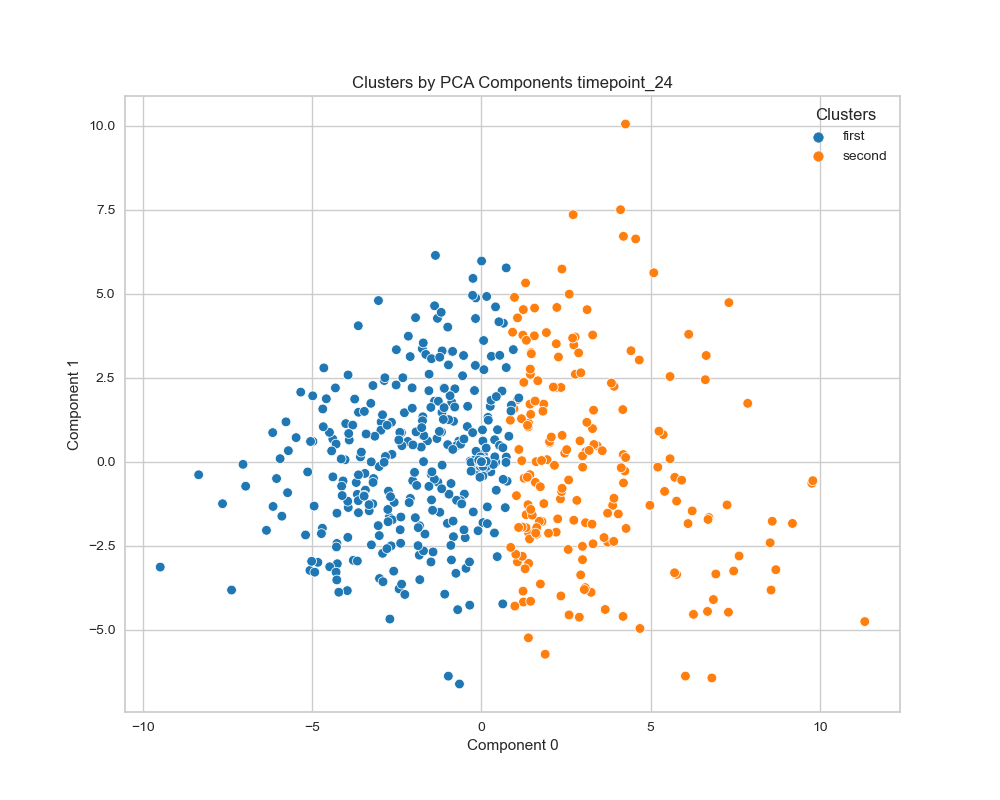 Clusters by PCA Components timepoint_24
Clusters
first
second
Component 1
10.0
7.5
5.0
2.5
0.0
−2.5
−5.0
−10
−5
0
5
10
Component 0